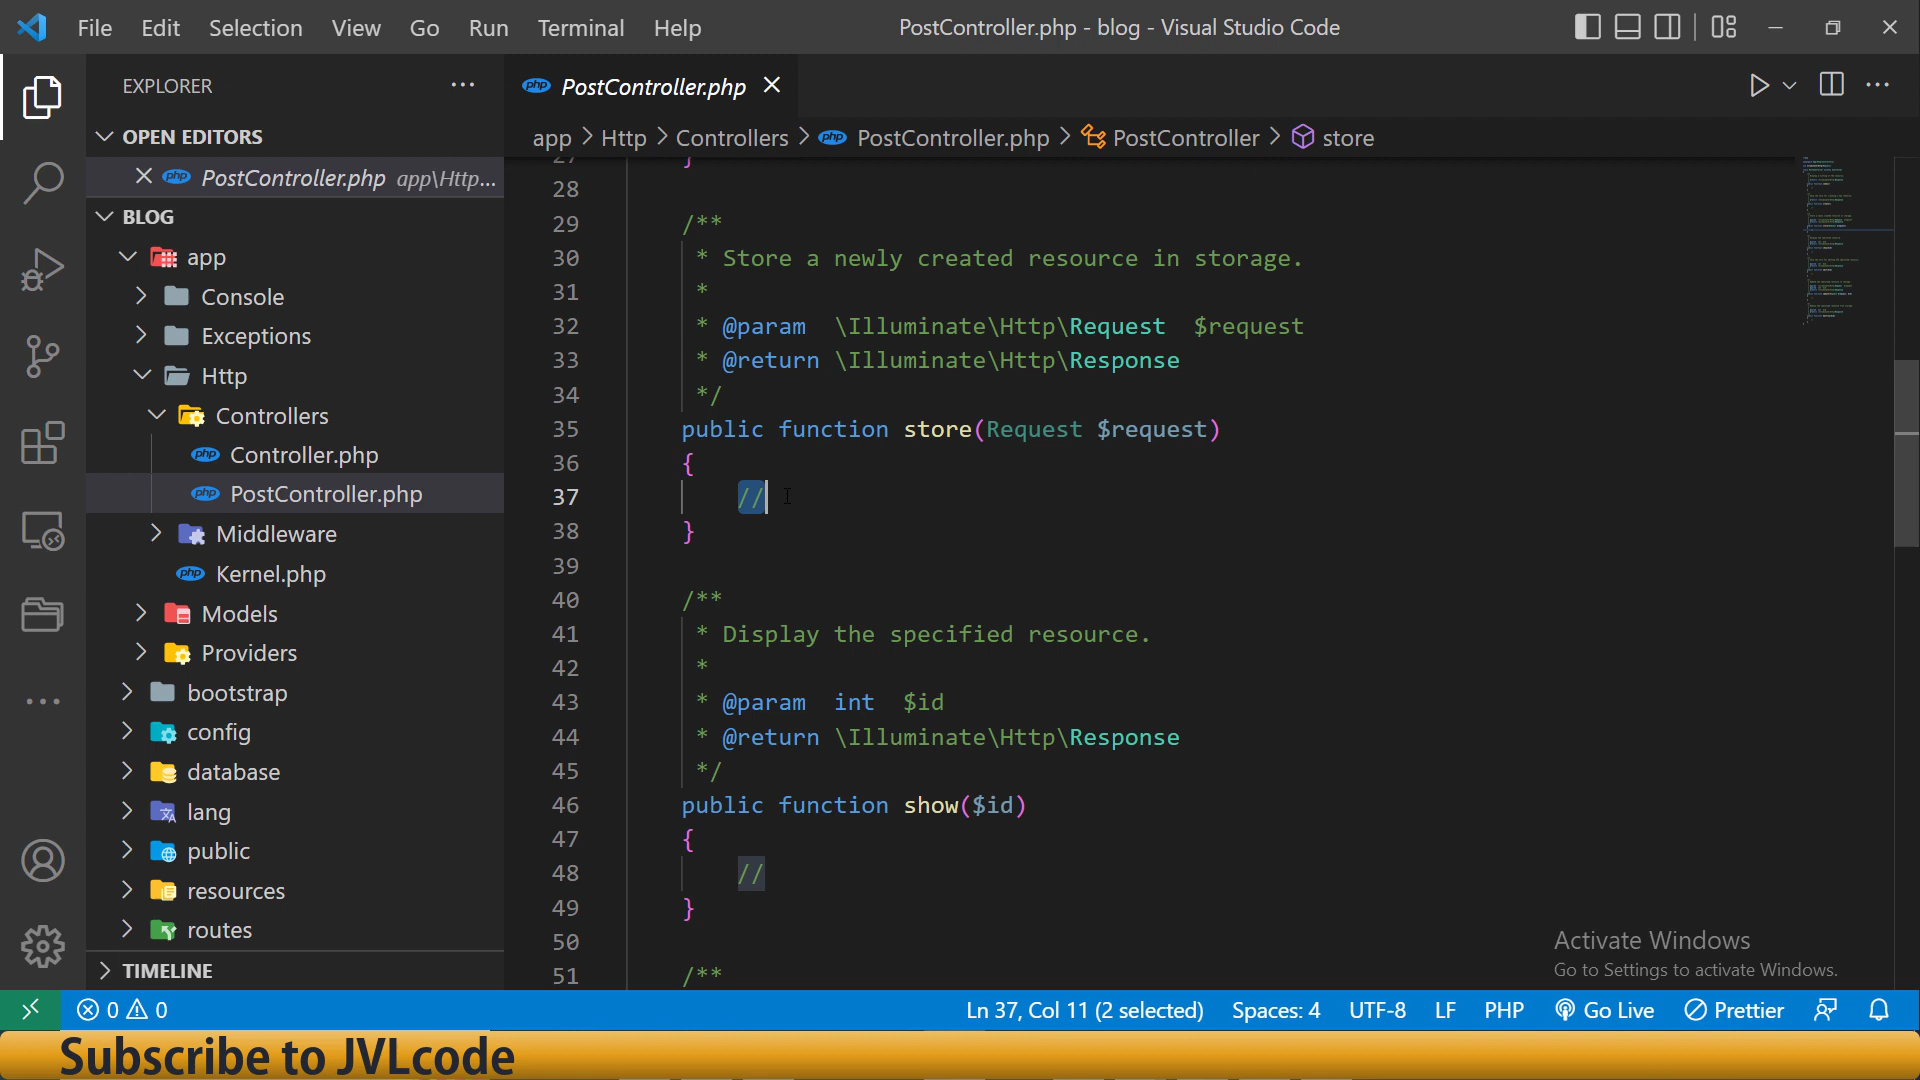 File Edit Selection View Go Run Terminal Help PostController.php - blog - Visual Studio Code
EXPLORER
OPEN EDITORS
PostController.php app\Http...
BLOG
app
Console
Exceptions
Http
Controllers
Controller.php
PostController.php
Middleware
Kernel.php
Models
Providers
bootstrap
config
database
lang
public
resources
routes
TIMELINE
php PostController.php
app > Http > Controllers > PostController.php > PostController > store
27 }
28
29 /**
30 * Store a newly created resource in storage.
31 *
32 * @param  \Illuminate\Http\Request  $request
33 * @return \Illuminate\Http\Response
34 */
35 public function store(Request $request)
36 {
37 //
38 }
39
40 /**
41 * Display the specified resource.
42 *
43 * @param  int  $id
44 * @return \Illuminate\Http\Response
45 */
46 public function show($id)
47 {
48 //
49 }
50
51 /**
Activate Windows
Go to Settings to activate Windows.
0 0 Ln 37, Col 11 (2 selected) Spaces: 4 UTF-8 LF PHP Go Live Prettier
Subscribe to JVLcode